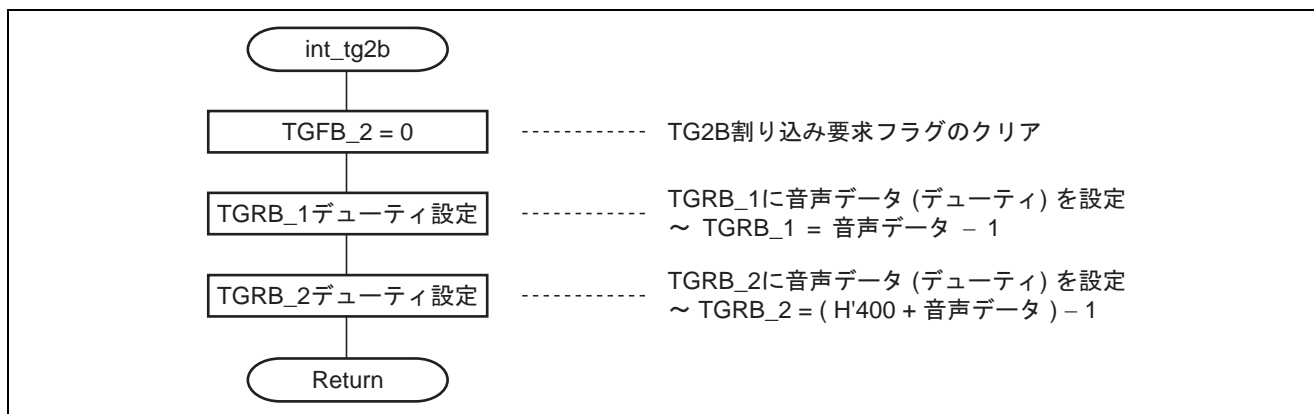 int_tg2b
TGFB_2 = 0
TG2B割り込み要求フラグのクリア
TGRB_1デューティ設定
TGRB_1に音声データ (デューティ) を設定
～ TGRB_1 = 音声データ – 1
TGRB_2デューティ設定
TGRB_2に音声データ (デューティ) を設定
～ TGRB_2 = ( H'400 + 音声データ ) – 1
Return